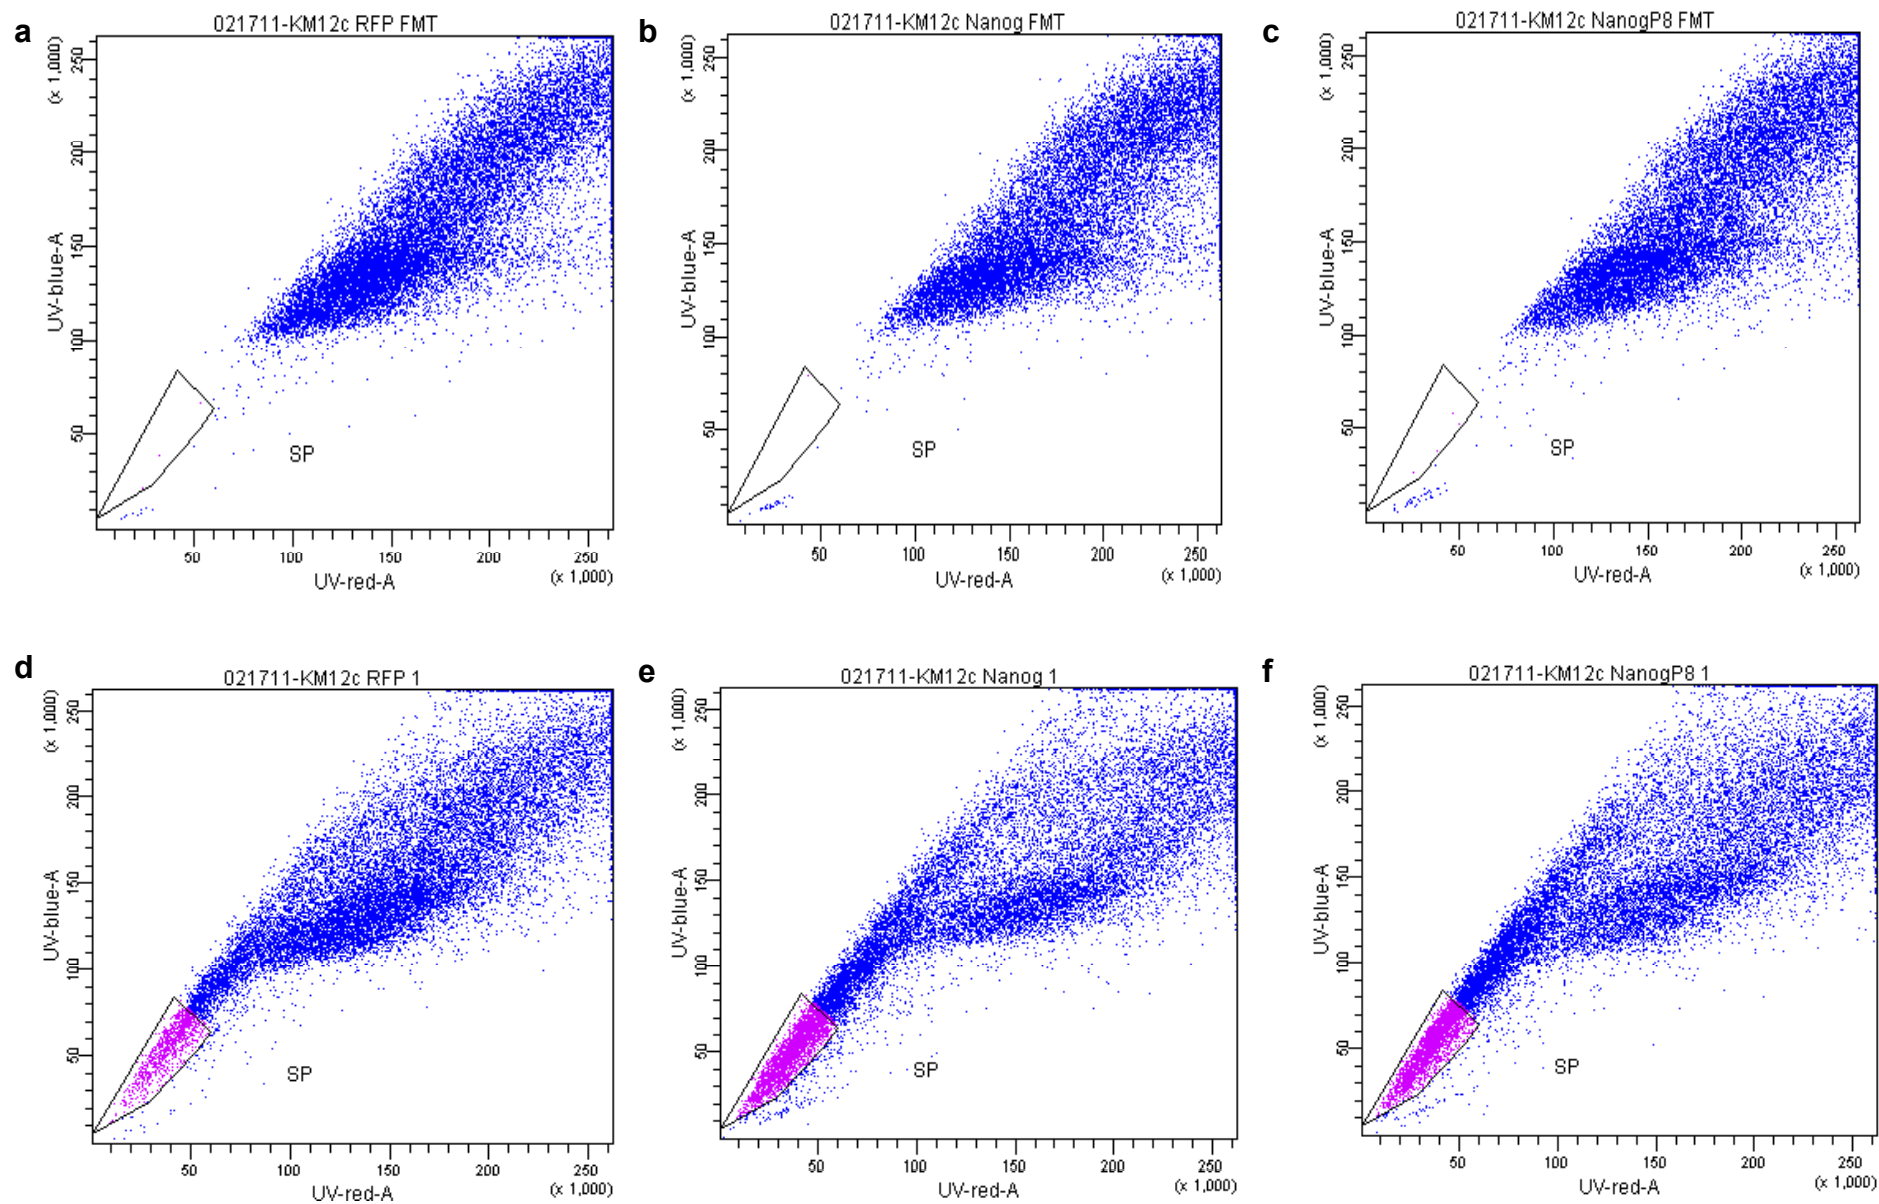 a
021711-KM12c RFP FMT
(x 1,000)
250
200
150
100
50
UV-blue-A
SP
50 100 150 200 250
UV-red-A
(x 1,000)
b
021711-KM12c Nanog FMT
(x 1,000)
250
200
150
100
50
UV-blue-A
SP
50 100 150 200 250
UV-red-A
(x 1,000)
c
021711-KM12c NanogP8 FMT
(x 1,000)
250
200
150
100
50
UV-blue-A
SP
50 100 150 200 250
UV-red-A
(x 1,000)
d
021711-KM12c RFP 1
(x 1,000)
250
200
150
100
50
UV-blue-A
SP
50 100 150 200 250
UV-red-A
(x 1,000)
e
021711-KM12c Nanog 1
(x 1,000)
250
200
150
100
50
UV-blue-A
SP
50 100 150 200 250
UV-red-A
(x 1,000)
f
021711-KM12c NanogP8 1
(x 1,000)
250
200
150
100
50
UV-blue-A
SP
50 100 150 200 250
UV-red-A
(x 1,000)